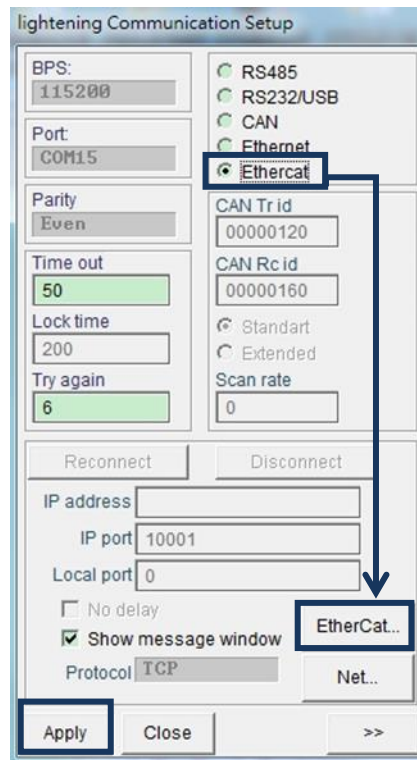 lightening Communication Setup
BPS:
115200
Port:
COM15
Parity
Even
Time out
50
Lock time
200
Try again
6
RS485
RS232/USB
CAN
Ethernet
Ethercat
CAN Tr id
00000120
CAN Rc id
00000160
Standart
Extended
Scan rate
0
Reconnect Disconnect
IP address
IP port 10001
Local port 0
No delay
Show message window
EtherCat...
Protocol TCP
Net...
Apply Close >>